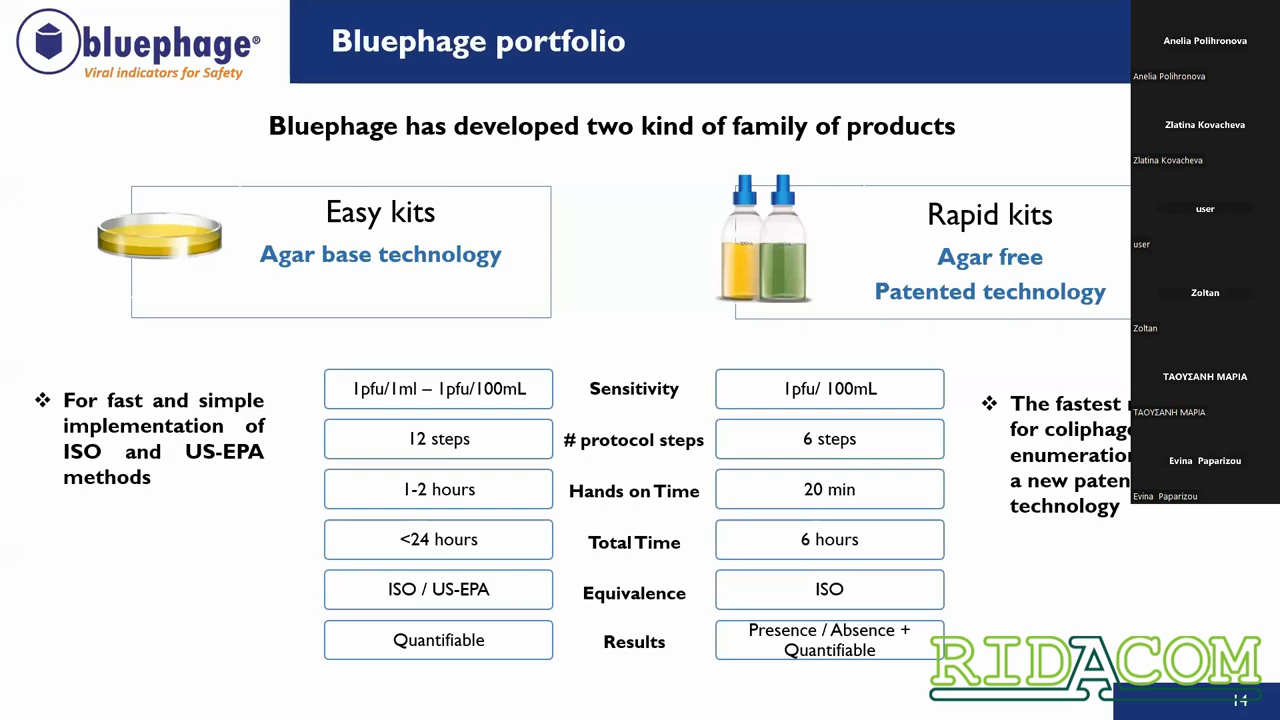 bluephage®
Viral indicators for Safety
Bluephage portfolio
Bluephage has developed two kind of family of products
Easy kits
Agar base technology
Rapid kits
Agar free
Patented technology
❖ For fast and simple
implementation of
ISO and US-EPA
methods
1pfu/1ml – 1pfu/100mL Sensitivity 1pfu/ 100mL
12 steps # protocol steps 6 steps
1-2 hours Hands on Time 20 min
<24 hours Total Time 6 hours
ISO / US-EPA Equivalence ISO
Quantifiable Results Presence / Absence +
Quantifiable
❖ The fastest
for coliphag
enumeration
a new paten
technology
Anelia Polihronova
Anelia Polihronova
Zlatina Kovacheva
Zlatina Kovacheva
user
user
Zoltan
Zoltan
ΤΑΟΥΣΑΝΗ ΜΑΡΙΑ
ΤΑΟΥΣΑΝΗ ΜΑΡΙΑ
Evina Paparizou
Evina Paparizou
RIDACOM
14